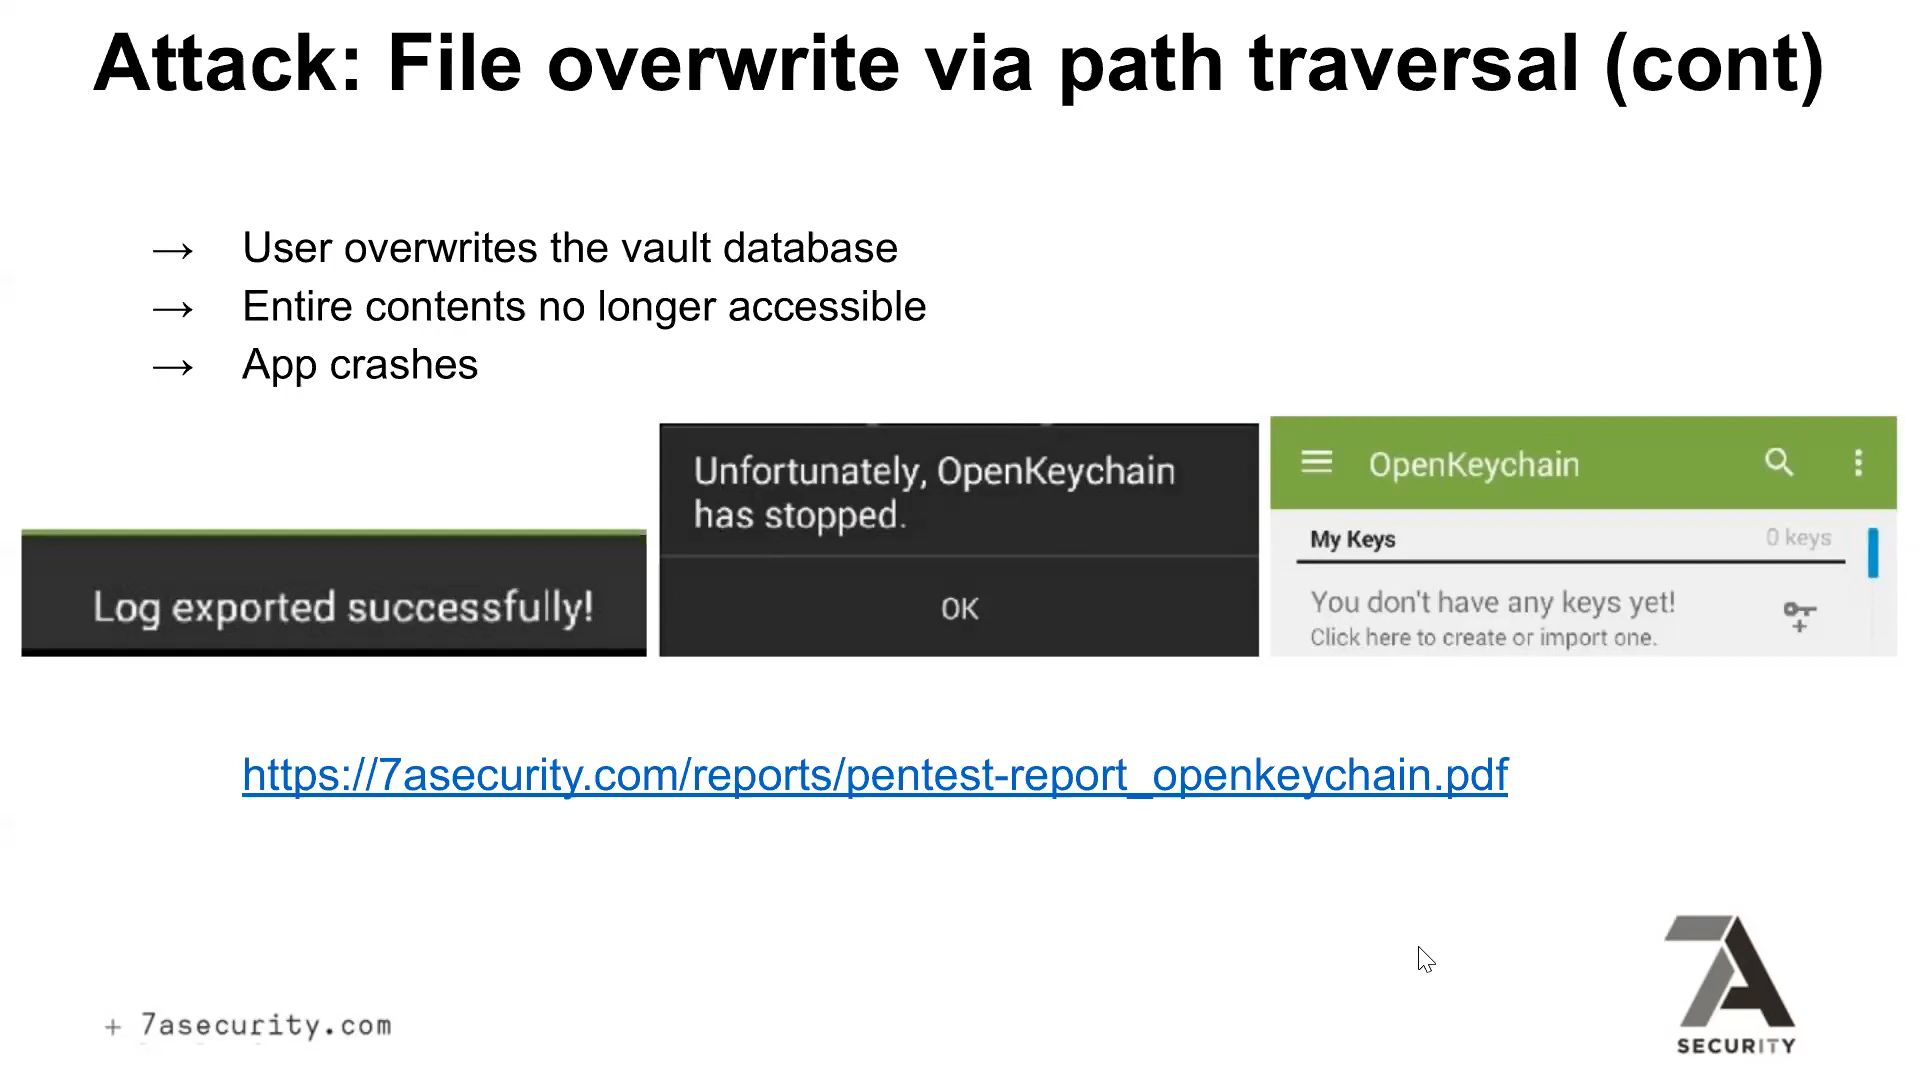 Attack: File overwrite via path traversal (cont)
→ User overwrites the vault database
→ Entire contents no longer accessible
→ App crashes
Log exported successfully!
Unfortunately, OpenKeychain
has stopped.
OK
OpenKeychain
My Keys 0 keys
You don't have any keys yet!
Click here to create or import one.
https://7asecurity.com/reports/pentest-report_openkeychain.pdf
+ 7asecurity.com
7A
SECURITY